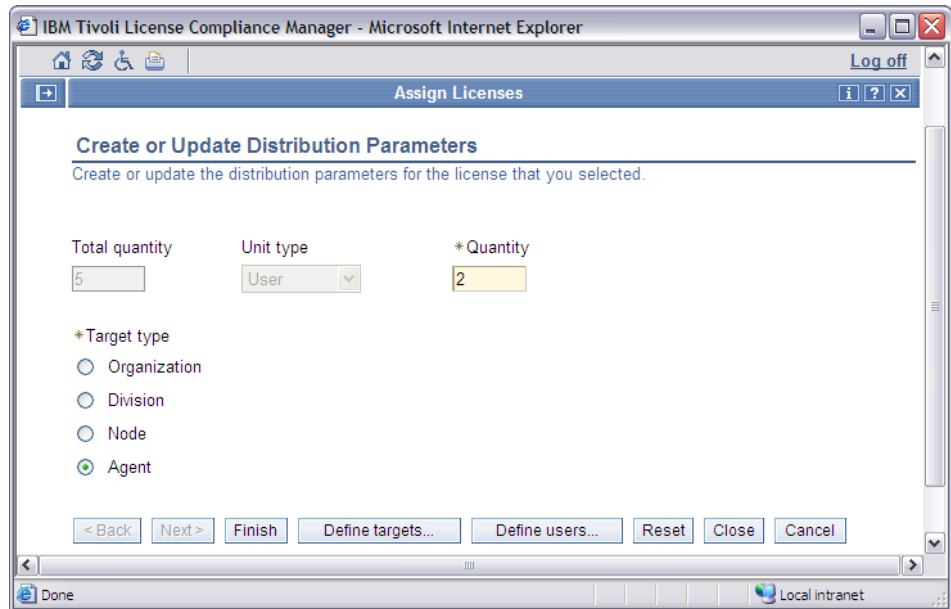 IBM Tivoli License Compliance Manager - Microsoft Internet Explorer
Log off
Assign Licenses
i ? X
Create or Update Distribution Parameters
Create or update the distribution parameters for the license that you selected.
Total quantity Unit type *Quantity
5 User 2
*Target type
Organization
Division
Node
Agent
< Back Next > Finish Define targets... Define users... Reset Close Cancel
Done Local intranet